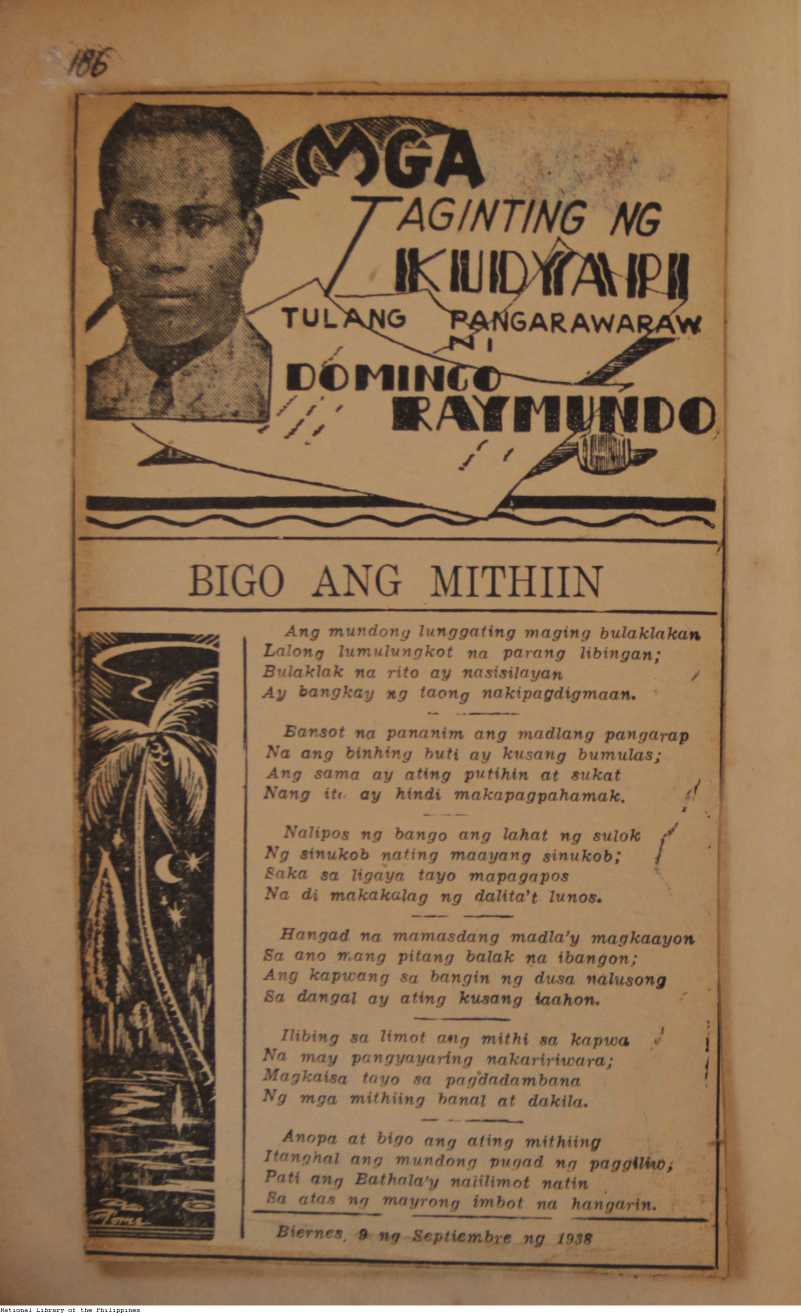 186
MGA
TAGINTING NG
KUDYAPI
TULANG PANGARAWARAW
NI
DOMINGO
RAYMUNDO
BIGO ANG MITHIIN
Ang mundong lunggating maging bulaklakan
Lalong lumulungkot na parang libingan;
Bulaklak na rito ay nasisilayan
Ay bangkay ng taong nakipagdigmaan.
Bansot na pananim ang madlang pangarap
Na ang binhing buti ay kusang bumulas;
Ang sama ay ating putihin at sukat
Nang ito ay hindi makapagpahamak.
Nalipos ng bango ang lahat ng sulok
Ng sinukob nating maayang sinukob;
Saka sa ligaya tayo mapagapos
Na di makakalag ng dalita't lunos.
Hangad na mamasdang madla'y magkaayon
Sa ano mang pitang balak na ibangon;
Ang kapwang sa bangin ng dusa nalusong
Sa dangal ay ating kusang iaahon.
Ilibing sa limot ang mithi sa kapwa
Na may pangyayaring nakaririwara;
Magkaisa tayo sa pagdadambana
Ng mga mithiing banal at dakila.
Anopa at bigo ang ating mithiing
Itanghal ang mundong pugad ng paggiliw;
Pati ang Bathala'y nalilimot natin
Sa atas ng mayrong imbot na hangarin.
Biernes, 9 ng Septiembre ng 1938
National Library of the Philippines